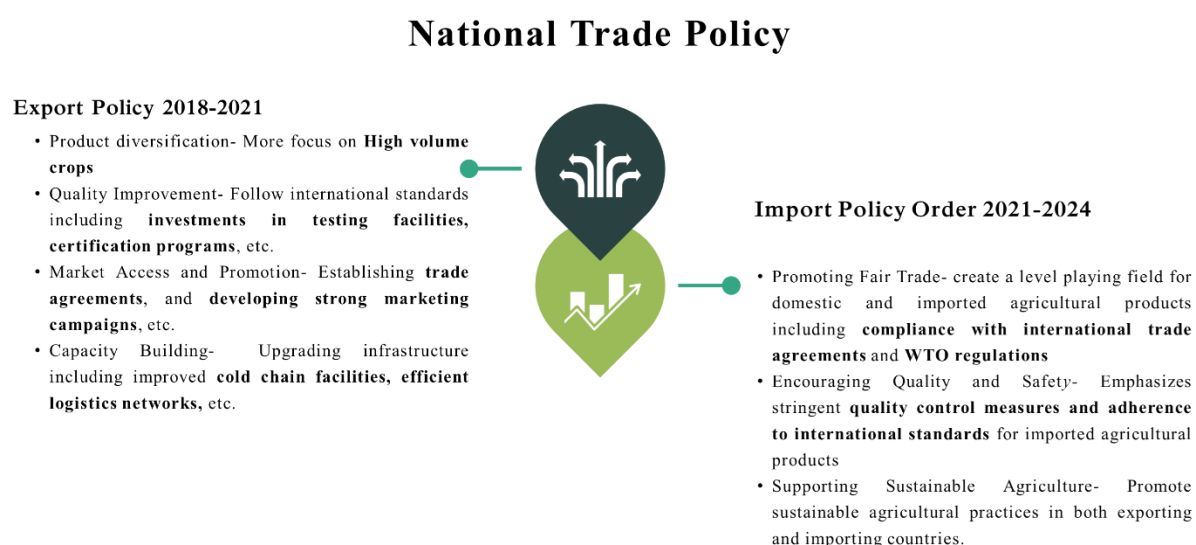 National Trade Policy
Export Policy 2018-2021
• Product diversification- More focus on High volume
crops
• Quality Improvement- Follow international standards
including investments in testing facilities,
certification programs, etc.
• Market Access and Promotion- Establishing trade
agreements, and developing strong marketing
campaigns, etc.
• Capacity Building- Upgrading infrastructure
including improved cold chain facilities, efficient
logistics networks, etc.
Import Policy Order 2021-2024
• Promoting Fair Trade- create a level playing field for
domestic and imported agricultural products
including compliance with international trade
agreements and WTO regulations
• Encouraging Quality and Safety- Emphasizes
stringent quality control measures and adherence
to international standards for imported agricultural
products
• Supporting Sustainable Agriculture- Promote
sustainable agricultural practices in both exporting
and importing countries.